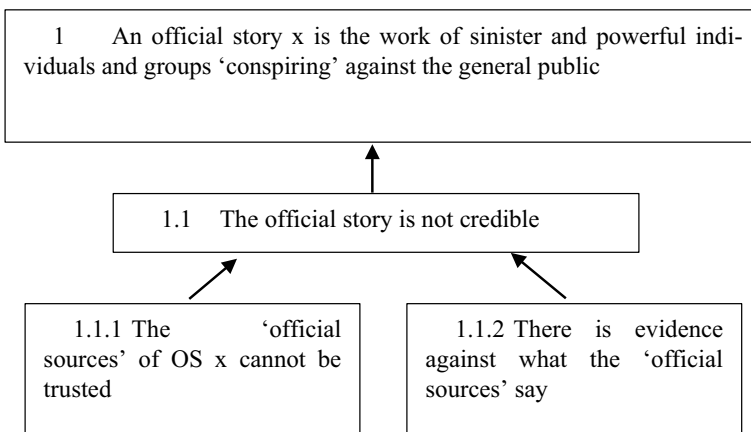 1 An official story x is the work of sinister and powerful indi-
viduals and groups ‘conspiring’ against the general public
1.1 The official story is not credible
1.1.1 The ‘official
sources’ of OS x cannot be
trusted
1.1.2 There is evidence
against what the ‘official
sources’ say